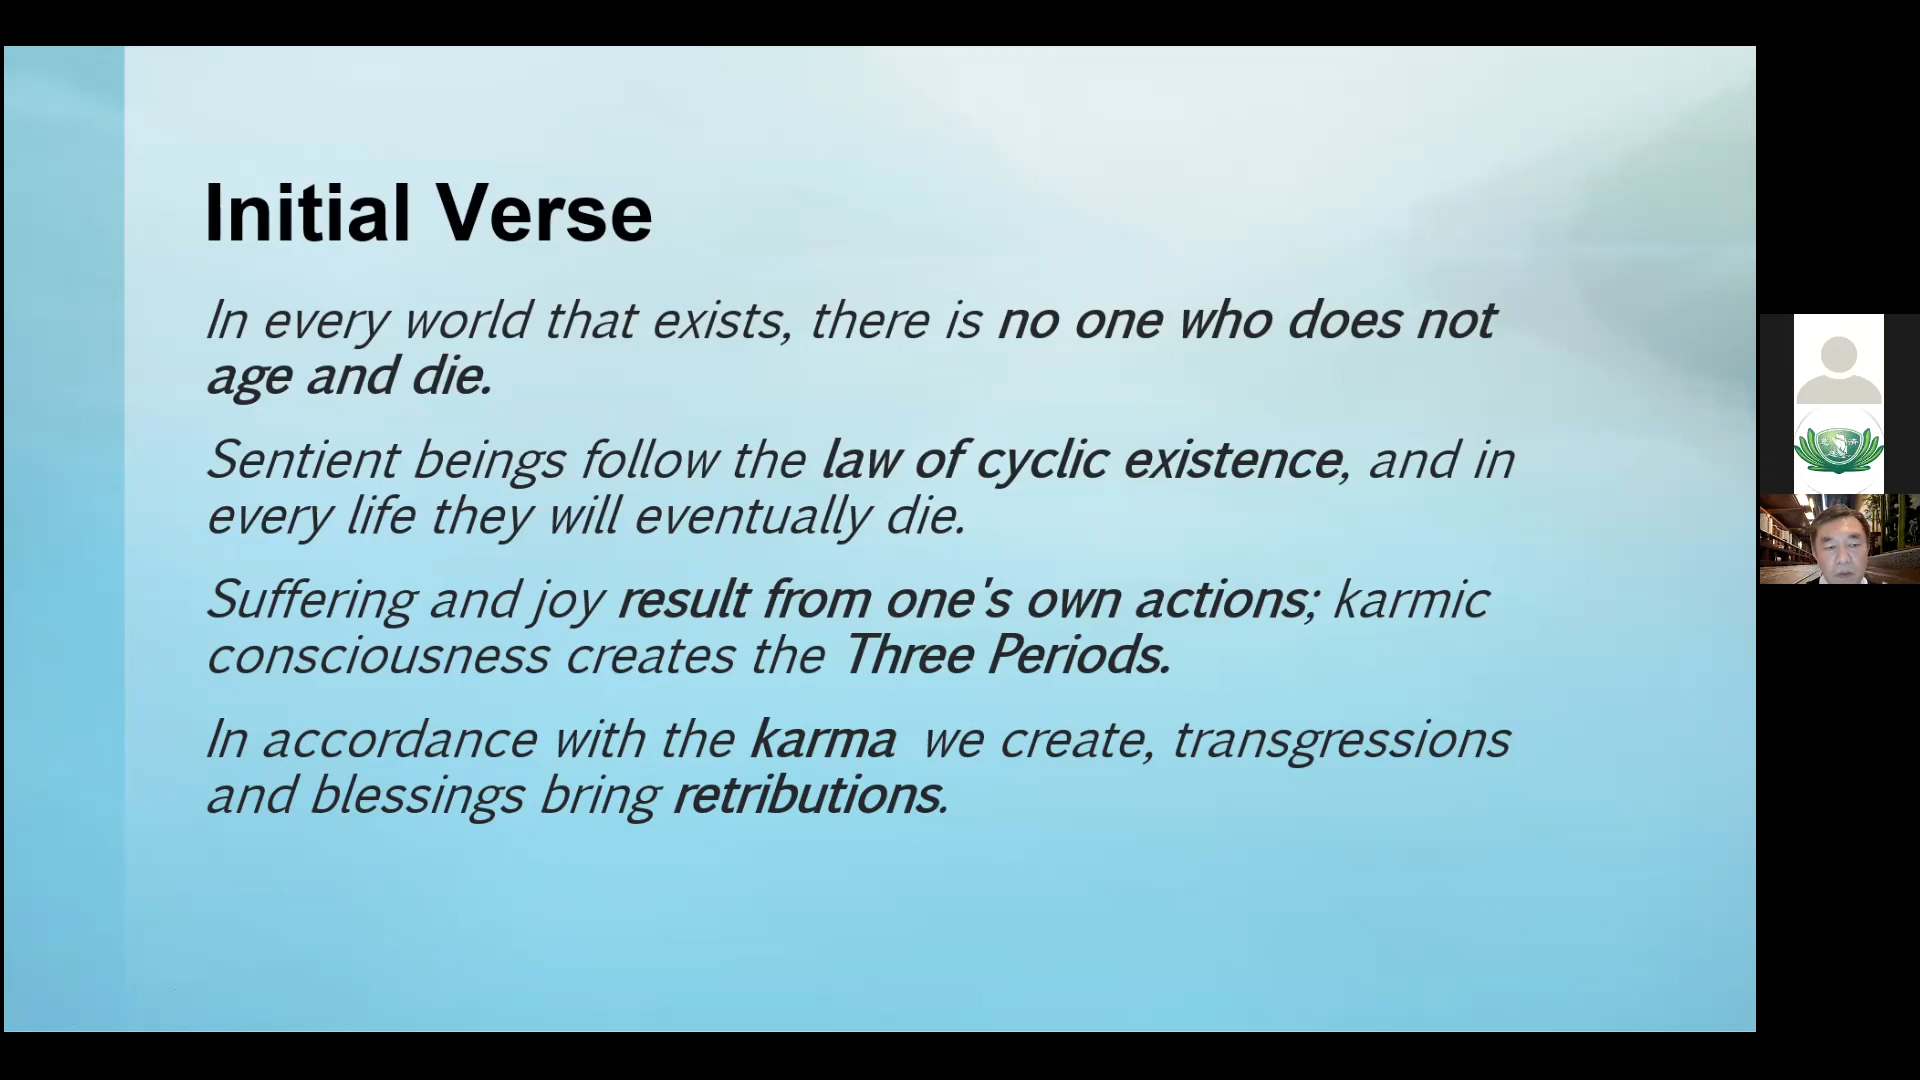 Initial Verse
In every world that exists, there is no one who does not
age and die.
Sentient beings follow the law of cyclic existence, and in
every life they will eventually die.
Suffering and joy result from one's own actions; karmic
consciousness creates the Three Periods.
In accordance with the karma we create, transgressions
and blessings bring retributions.